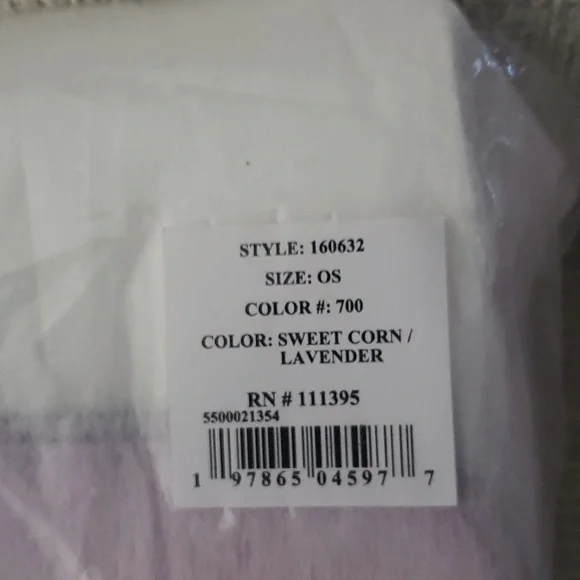 STYLE: 160632
SIZE: OS
COLOR #: 700
COLOR: SWEET CORN /
LAVENDER
RN # 111395
5500021354
1 97865 04597 7